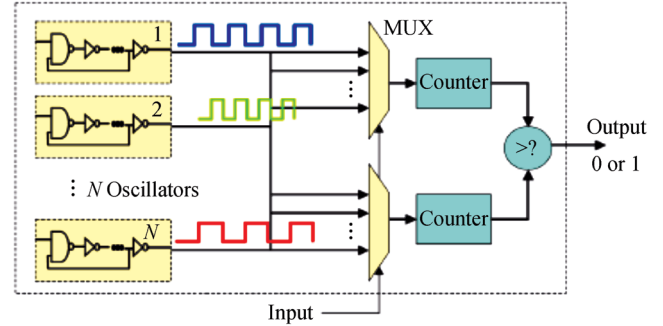 1
MUX
Counter
2
Output
>?
0 or 1
⋮ N Oscillators
N
Counter
Input